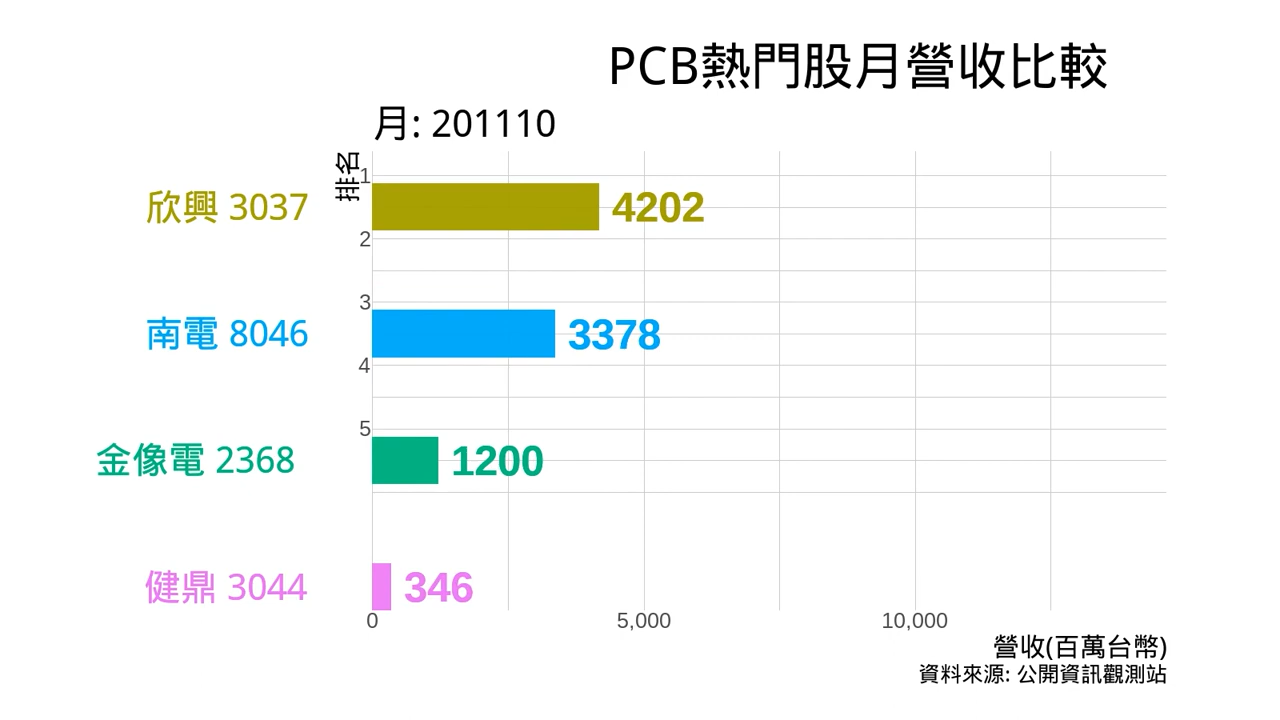 PCB熱門股月營收比較
月: 201110
排名
1
欣興 3037
4202
2
3
南電 8046
3378
4
5
金像電 2368
1200
健鼎 3044
346
0
5,000
10,000
營收(百萬台幣)
資料來源: 公開資訊觀測站